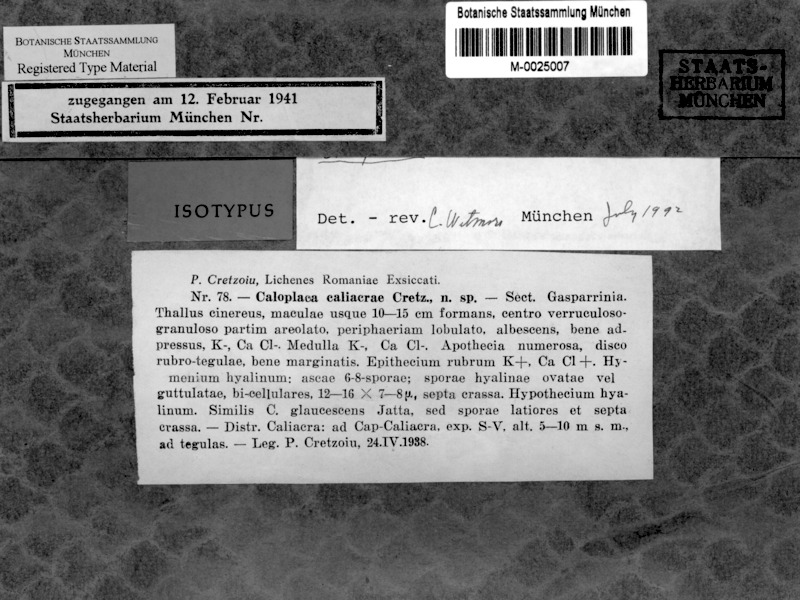 BOTANISCHE STAATSSAMMLUNG
MÜNCHEN
Registered Type Material
zugegangen am 12. Februar 1941
Staatsherbarium München Nr.
Botanische Staatssammlung München
M-0025007
STAATS-
HERBARIUM
MÜNCHEN
ISOTYPUS
Det. - rev. C. Wetmore München July 1992
P. Cretzoiu, Lichenes Romaniae Exsiccati.
Nr. 78. — Caloplaca caliacrae Cretz., n. sp. — Sect. Gasparrinia.
Thallus cinereus, maculae usque 10—15 cm formans, centro verruculoso-
granuloso partim areolato, periphaeriam lobulato, albescens, bene ad-
pressus, K-, Ca Cl-. Medulla K-, Ca Cl-. Apothecia numerosa, disco
rubro-tegulae, bene marginatis. Epithecium rubrum K+, Ca Cl+. Hy-
menium hyalinum; ascae 6-8-sporae; sporae hyalinae ovatae vel
guttulatae, bi-cellulares, 12—16 × 7—8 µ, septa crassa. Hypothecium hya-
linum. Similis C. glaucescens Jatta, sed sporae latiores et septa
crassa. — Distr. Caliacra: ad Cap-Caliacra, exp. S-V, alt. 5—10 m s. m.,
ad tegulas. — Leg. P. Cretzoiu, 24.IV.1938.